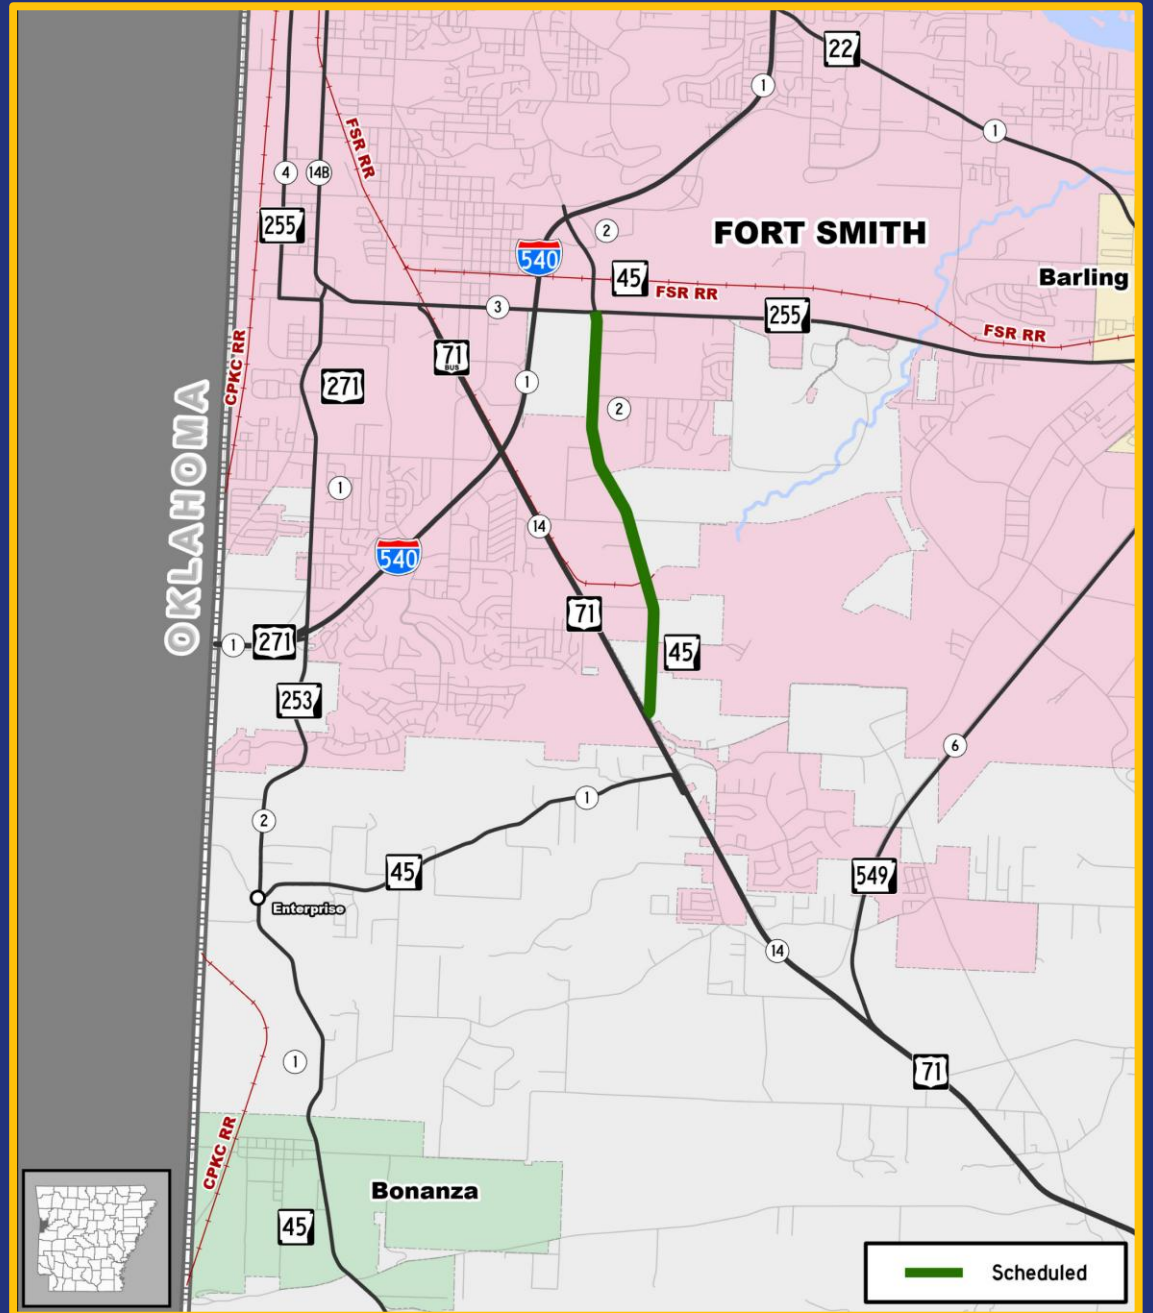 22
1
1
FSR RR
4
14B
255
2
FORT SMITH
540
45
Barling
FSR RR
3
255
FSR RR
CPKC RR
71
BUS
271
1
2
OKLAHOMA
1
14
540
71
1
271
45
253
6
1
2
45
549
Enterprise
14
1
71
CPKC RR
Bonanza
45
Scheduled